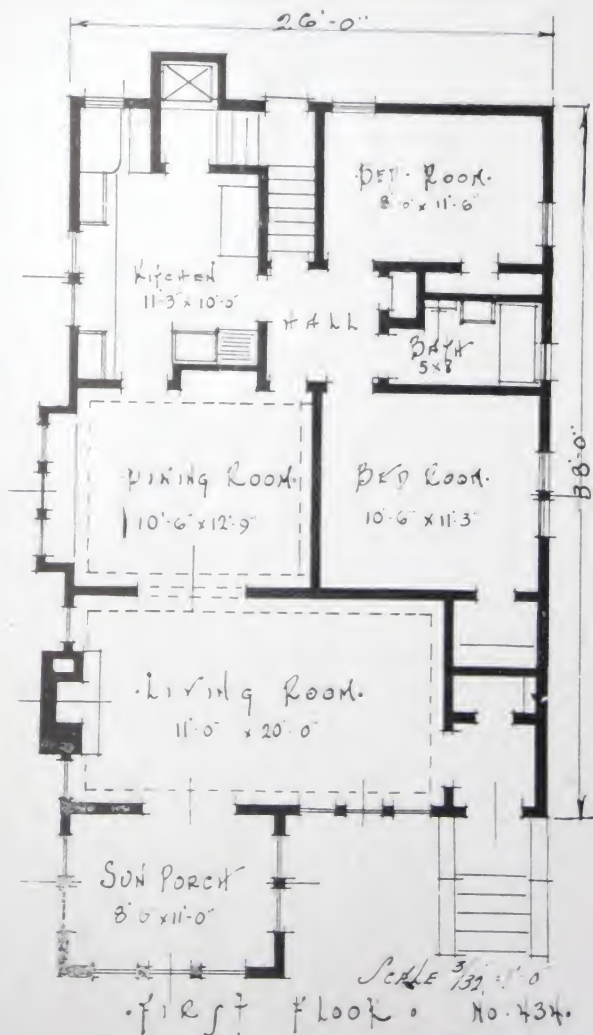 26'-0"
BED ROOM.
8'-0" x 11'-6"
KITCHEN
11'-3" x 10'-0"
HALL
BATH
5 x 8
38'-0"
DINING ROOM.
10'-6" x 12'-9"
BED ROOM.
10'-6" x 11'-3"
LIVING ROOM.
11'-0" x 20'-0"
SUN PORCH
8'-6" x 11'-0"
SCALE 3/32 = 1'-0"
FIRST FLOOR. NO. 434.